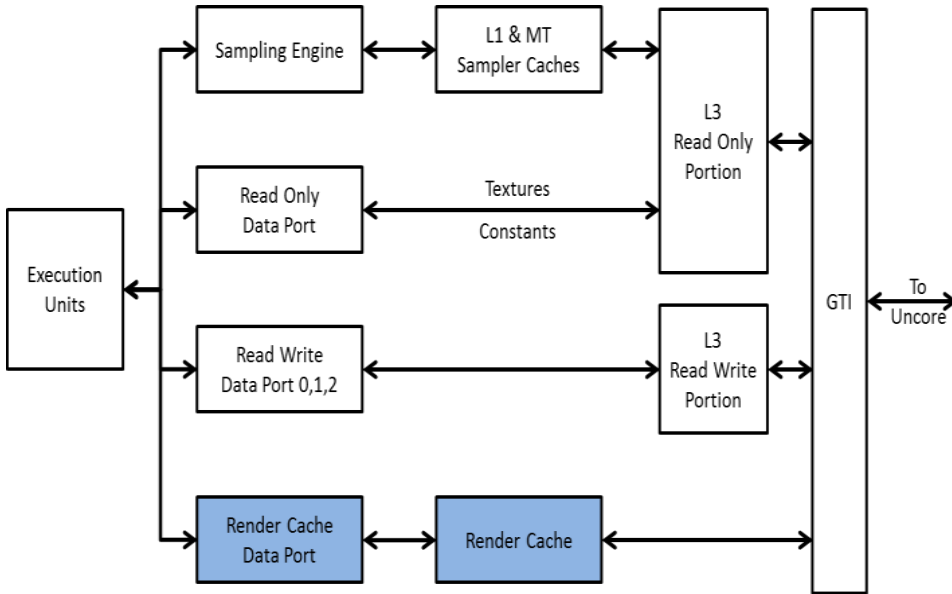 Sampling Engine
L1 & MT
Sampler Caches
L3
Read Only
Portion
Read Only
Data Port
Textures
Constants
Execution
Units
GTI
To
Uncore
Read Write
Data Port 0,1,2
L3
Read Write
Portion
Render Cache
Data Port
Render Cache